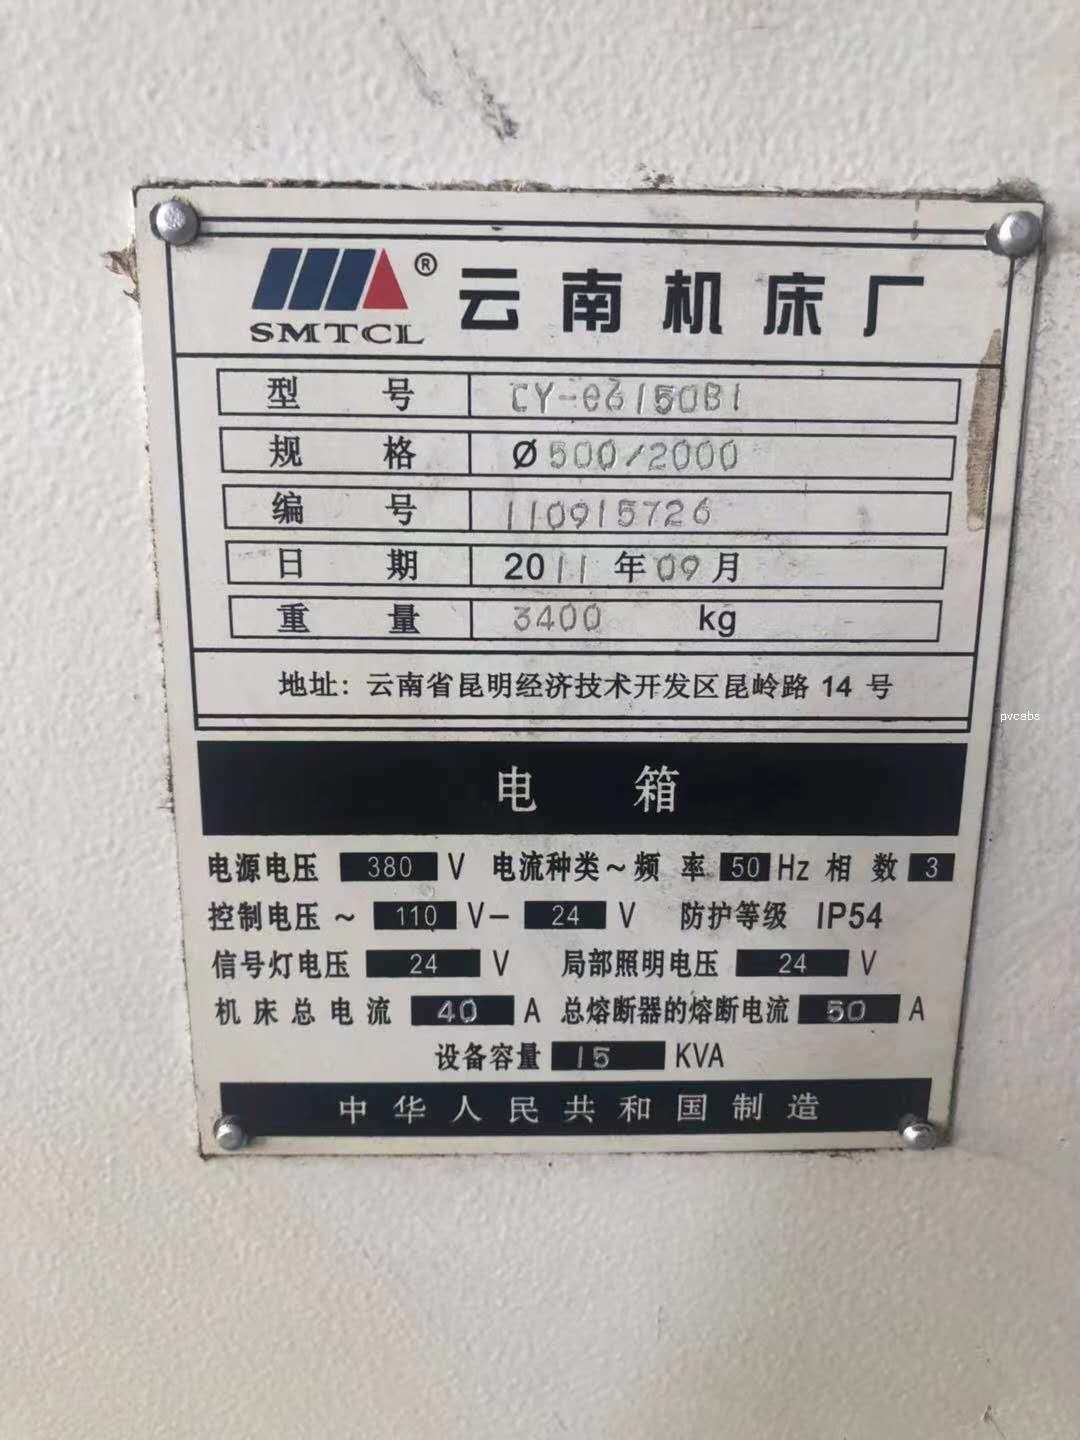 SMTCL® 云南机床厂
型 号 CY-e6150B1
规 格 Ø500/2000
编 号 110915726
日 期 2011 年 09 月
重 量 3400 kg
地址：云南省昆明经济技术开发区昆岭路 14 号
pvcabs
电 箱
电源电压 380 V 电流种类～频率 50 Hz 相数 3
控制电压～ 110 V— 24 V 防护等级 IP54
信号灯电压 24 V 局部照明电压 24 V
机床总电流 40 A 总熔断器的熔断电流 50 A
设备容量 15 KVA
中华人民共和国制造